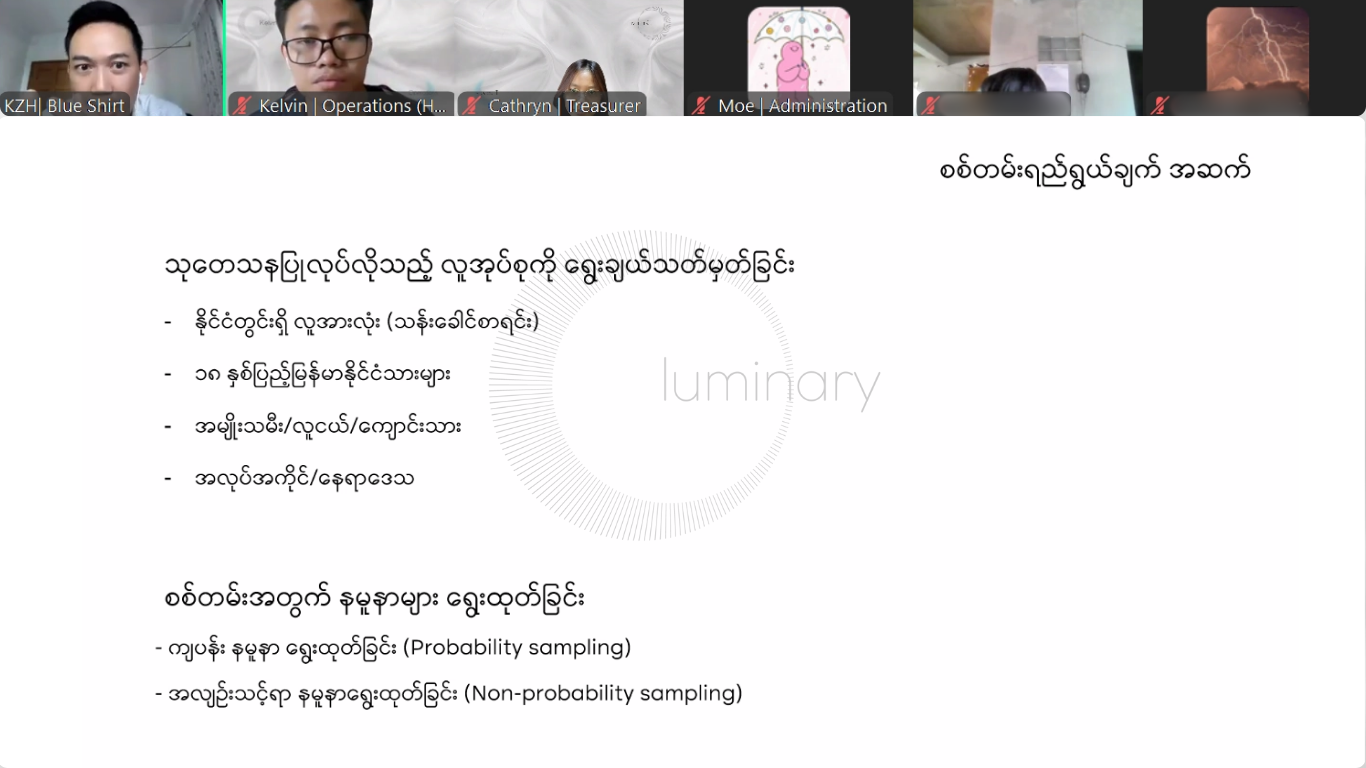 KZH| Blue Shirt
Kelvin | Operations (H...
Cathryn | Treasurer
Moe | Administration
စစ်တမ်းရည်ရွယ်ချက် အဆက်
သုတေသနပြုလုပ်လိုသည့် လူအုပ်စုကို ရွေးချယ်သတ်မှတ်ခြင်း
- နိုင်ငံတွင်းရှိ လူအားလုံး (သန်းခေါင်စာရင်း)
- ၁၈ နှစ်ပြည့်မြန်မာနိုင်ငံသားများ
- အမျိုးသမီး/လူငယ်/ကျောင်းသား
- အလုပ်အကိုင်/နေရာဒေသ
luminary
စစ်တမ်းအတွက် နမူနာများ ရွေးထုတ်ခြင်း
- ကျပန်း နမူနာ ရွေးထုတ်ခြင်း (Probability sampling)
- အလျဉ်းသင့်ရာ နမူနာရွေးထုတ်ခြင်း (Non-probability sampling)